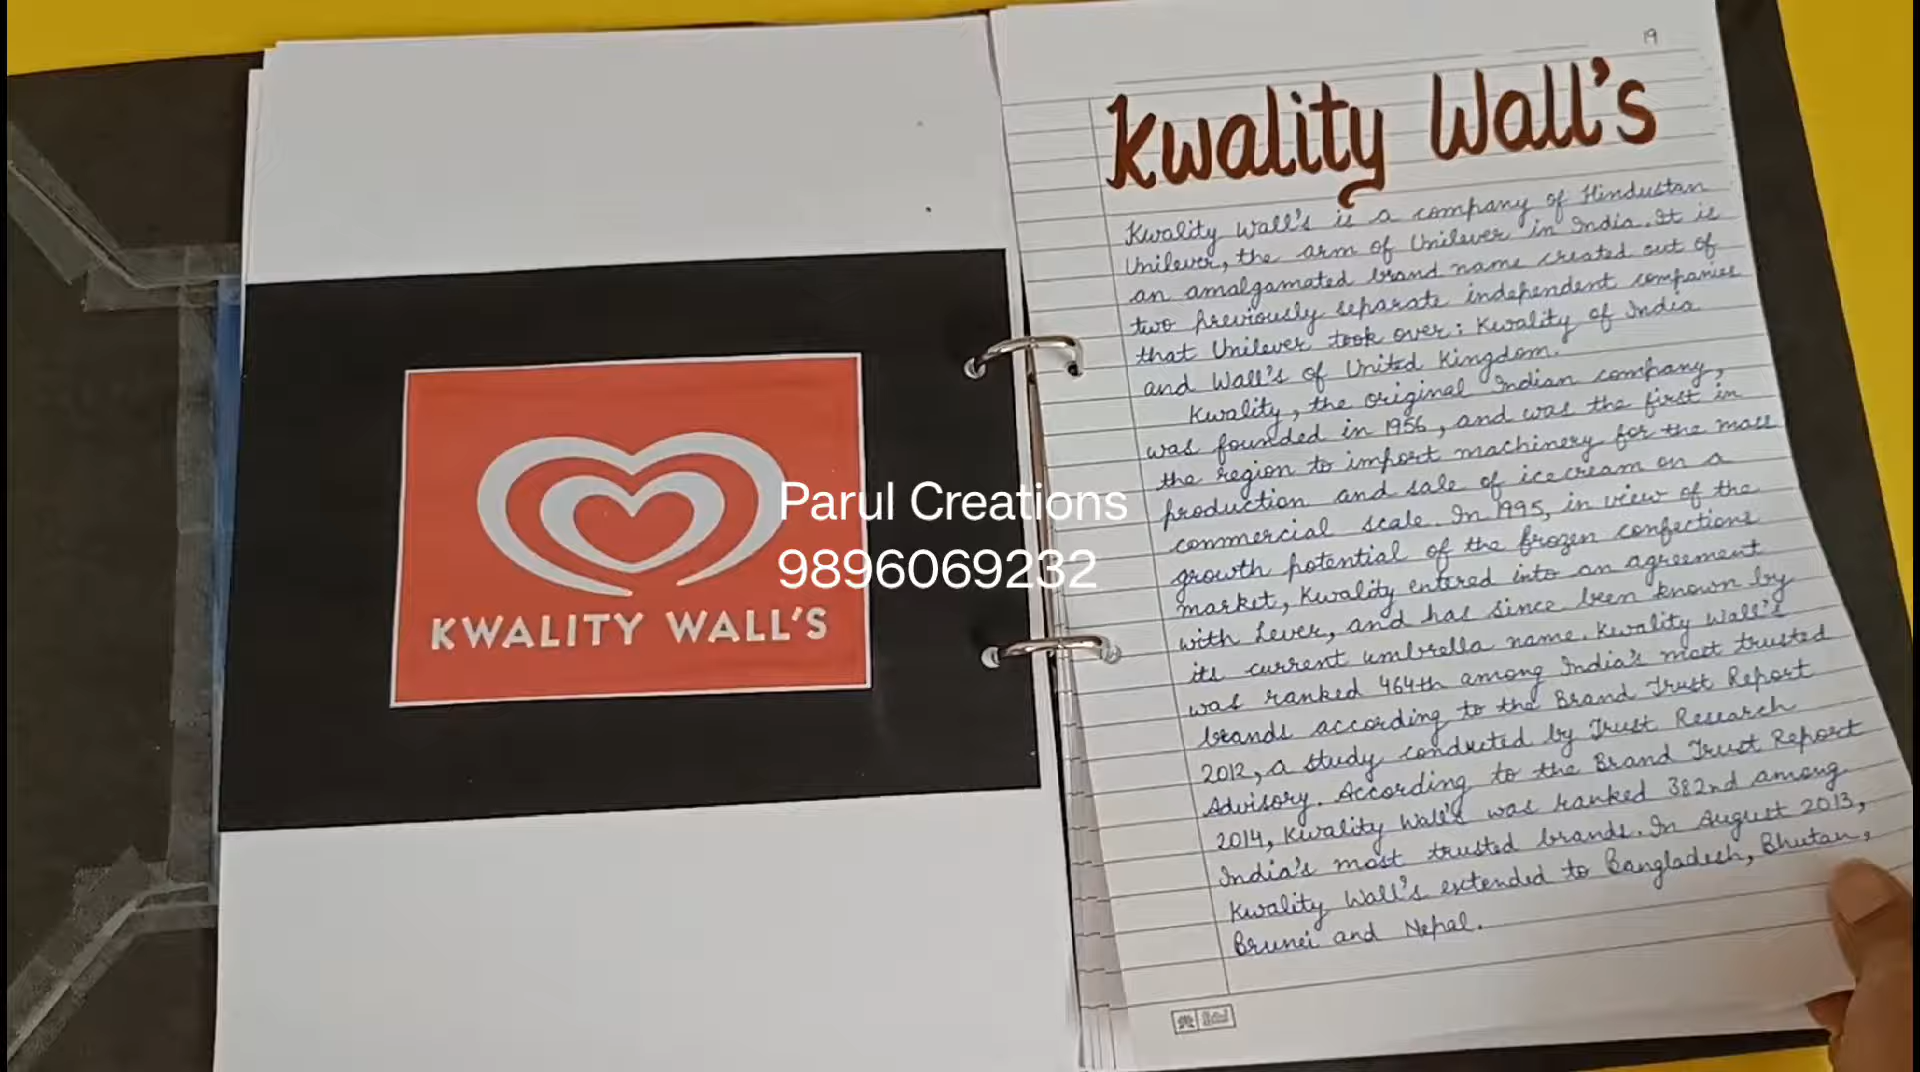 KWALITY WALL'S
Parul Creations
9896069232
19
Kwality Wall's
Kwality Wall's is a company of Hindustan
Unilever, the arm of Unilever in India. It is
an amalgamated brand name created out of
two previously separate independent companies
that Unilever took over: Kwality of India
and Wall's of United Kingdom.
Kwality, the original Indian company,
was founded in 1956, and was the first in
the region to import machinery for the mass
production and sale of icecream on a
commercial scale. In 1995, in view of the
growth potential of the frozen confections
market, Kwality entered into an agreement
with Lever, and has since been known by
its current umbrella name. Kwality Wall's
was ranked 464th among India's most trusted
brands according to the Brand Trust Report
2012, a study conducted by Trust Research
Advisory. According to the Brand Trust Report
2014, Kwality Wall's was ranked 382nd among
India's most trusted brands. In August 2013,
Kwality Wall's extended to Bangladesh, Bhutan,
Brunei and Nepal.